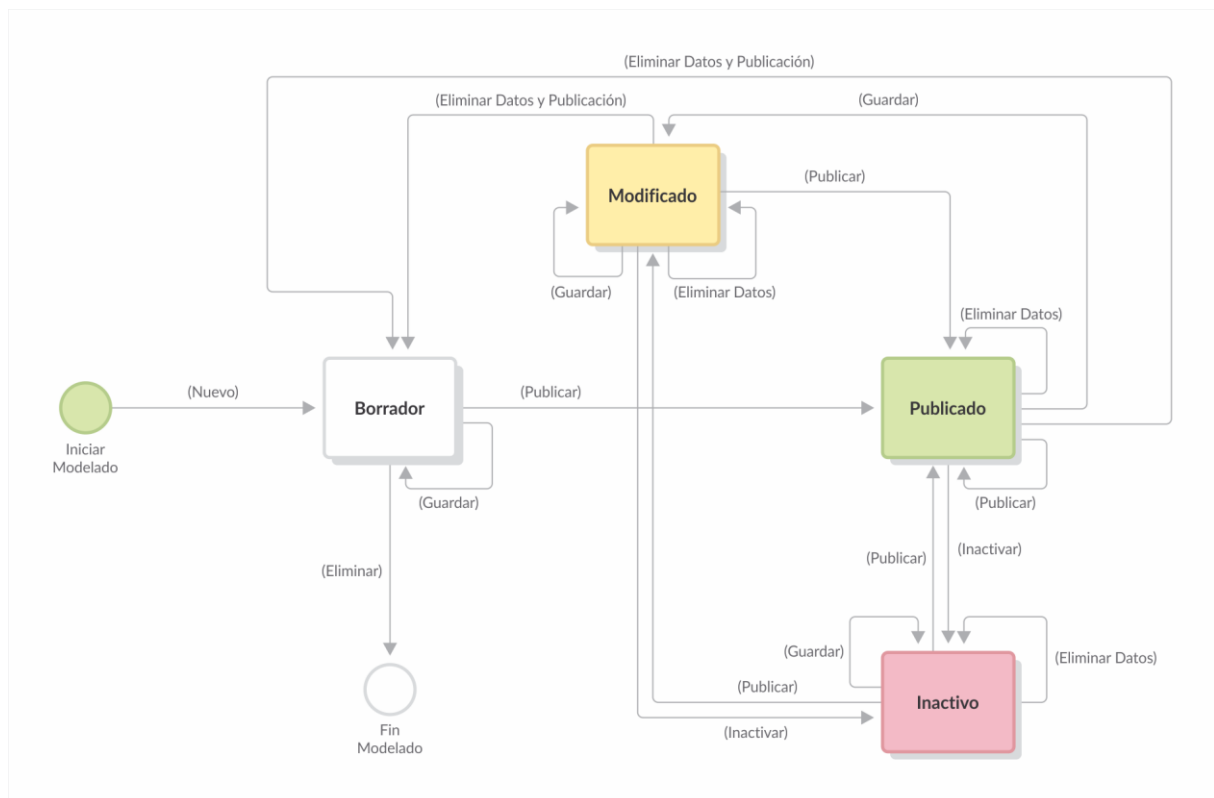 (Eliminar Datos y Publicación)
(Eliminar Datos y Publicación)
(Guardar)
Modificado
(Publicar)
(Guardar)
(Eliminar Datos)
(Eliminar Datos)
(Nuevo)
(Publicar)
Borrador
Publicado
Iniciar
Modelado
(Guardar)
(Publicar)
(Inactivar)
(Publicar)
(Eliminar)
(Guardar)
(Eliminar Datos)
(Publicar)
Inactivo
(Inactivar)
Fin
Modelado